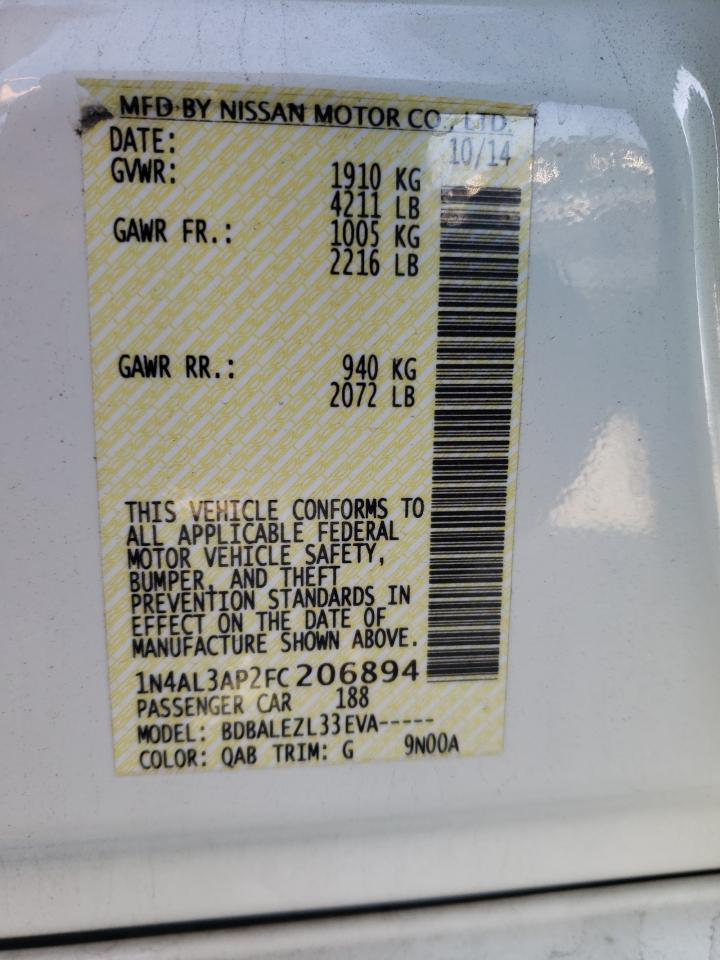 MFD BY NISSAN MOTOR CO., LTD.
DATE: 10/14
GVWR: 1910 KG
4211 LB
GAWR FR.: 1005 KG
2216 LB
GAWR RR.: 940 KG
2072 LB
THIS VEHICLE CONFORMS TO
ALL APPLICABLE FEDERAL
MOTOR VEHICLE SAFETY,
BUMPER, AND THEFT
PREVENTION STANDARDS IN
EFFECT ON THE DATE OF
MANUFACTURE SHOWN ABOVE.
1N4AL3AP2FC206894
PASSENGER CAR 188
MODEL: BDBALEZL33EVA-----
COLOR: QAB TRIM: G 9N00A